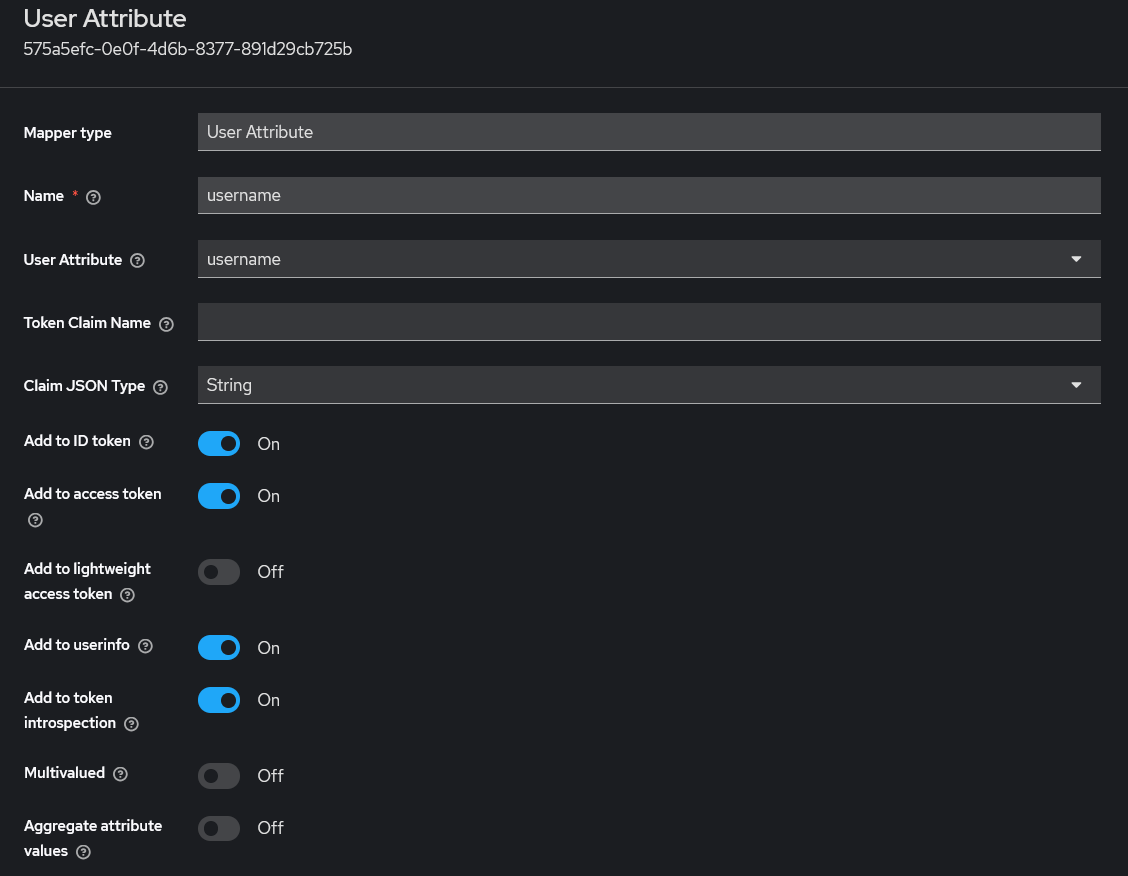 User Attribute
575a5efc-0e0f-4d6b-8377-891d29cb725b
Mapper type
User Attribute
Name *
username
User Attribute
username
Token Claim Name
Claim JSON Type
String
Add to ID token
On
Add to access token
On
Add to lightweight
access token
Off
Add to userinfo
On
Add to token
introspection
On
Multivalued
Off
Aggregate attribute
values
Off